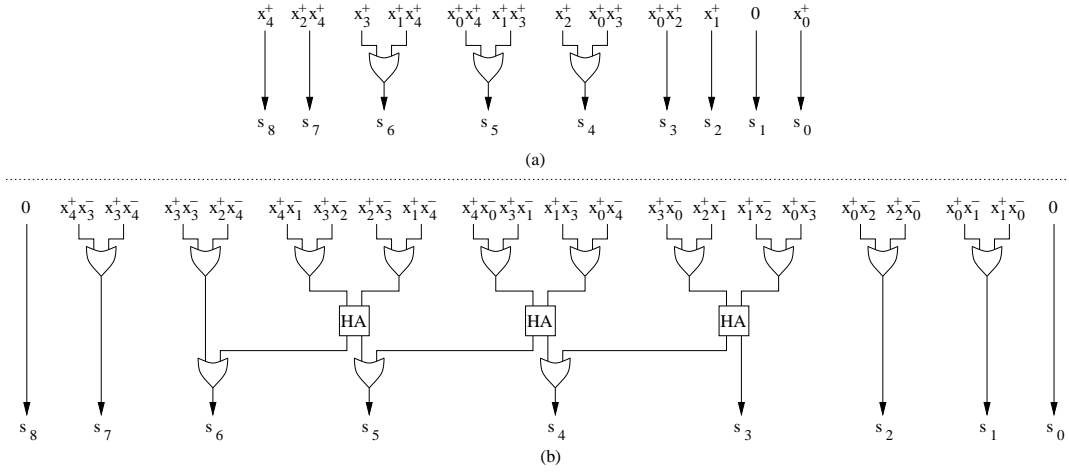 x₄⁺ x₂⁺x₄⁺ x₃⁺ x₁⁺x₄⁺ x₀⁺x₄⁺ x₁⁺x₃⁺ x₂⁺ x₀⁺x₃⁺ x₀⁺x₂⁺ x₁⁺ 0 x₀⁺
s₈ s₇ s₆ s₅ s₄ s₃ s₂ s₁ s₀
(a)
0 x₄⁺x₃⁻ x₃⁺x₄⁻ x₃⁺x₃⁻ x₂⁺x₄⁻ x₄⁺x₁⁻ x₃⁺x₂⁻ x₂⁺x₃⁻ x₁⁺x₄⁻ x₄⁺x₀⁻ x₃⁺x₁⁻ x₁⁺x₃⁻ x₀⁺x₄⁻ x₃⁺x₀⁻ x₂⁺x₁⁻ x₁⁺x₂⁻ x₀⁺x₃⁻ x₀⁺x₂⁻ x₂⁺x₀⁻ x₀⁺x₁⁻ x₁⁺x₀⁻ 0
HA HA HA
s₈ s₇ s₆ s₅ s₄ s₃ s₂ s₁ s₀
(b)